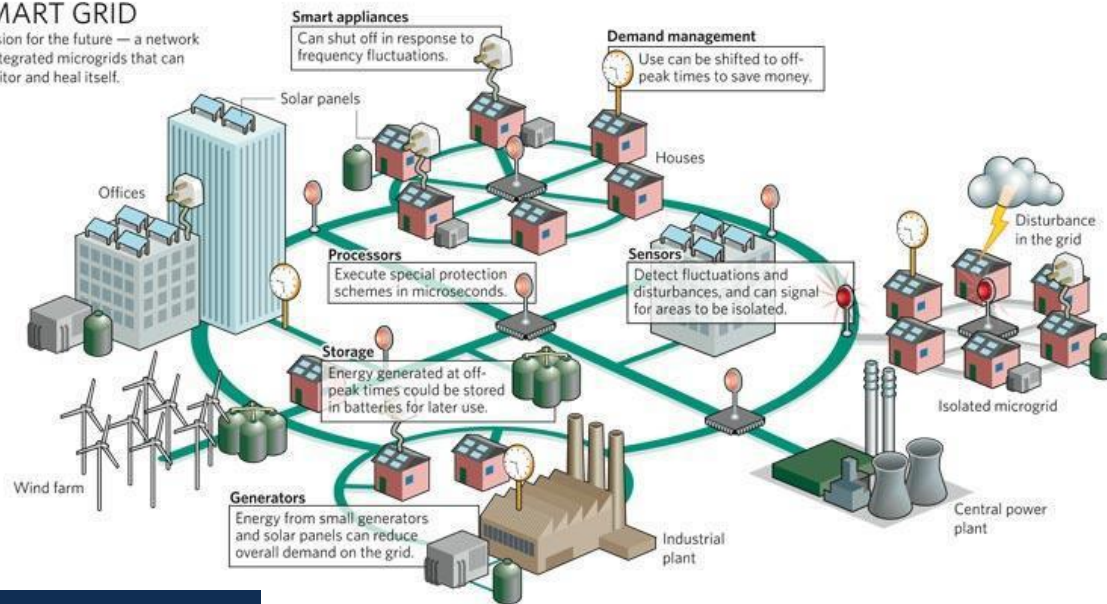 MART GRID
sion for the future — a network
tegrated microgrids that can
itor and heal itself.
Smart appliances
Can shut off in response to
frequency fluctuations.
Demand management
Use can be shifted to off-
peak times to save money.
Solar panels
Houses
Offices
Disturbance
in the grid
Processors
Execute special protection
schemes in microseconds.
Sensors
Detect fluctuations and
disturbances, and can signal
for areas to be isolated.
Storage
Energy generated at off-
peak times could be stored
in batteries for later use.
Isolated microgrid
Wind farm
Generators
Energy from small generators
and solar panels can reduce
overall demand on the grid.
Industrial
plant
Central power
plant